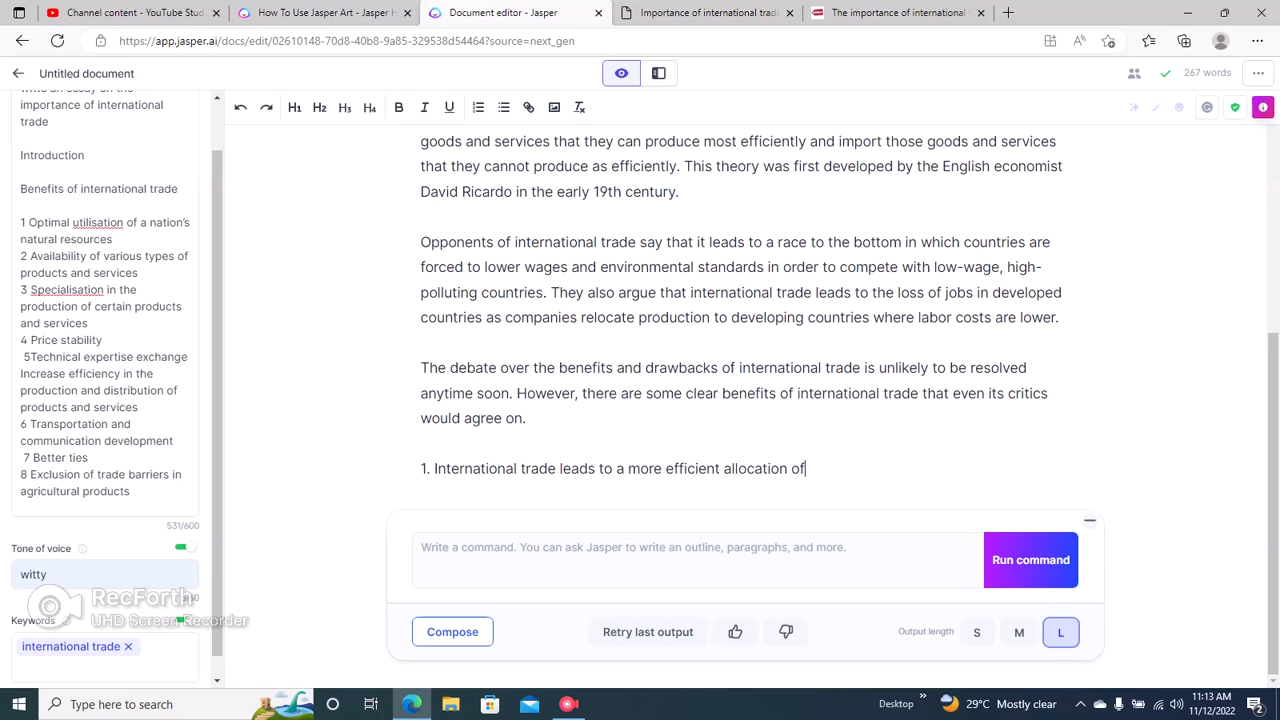 Channel content - YouTube Stud
How To Use Jasper Art - Jasper H
Editor - Jasper
Importance of international trade
The importance of international t
https://app.jasper.ai/docs/edit/02610148-70d8-40b8-9a85-329538d54464?source=next_gen
Untitled document
267 words
write an essay on the
importance of international
trade
Introduction
Benefits of international trade
1 Optimal utilisation of a nation's
natural resources
2 Availability of various types of
products and services
3 Specialisation in the
production of certain products
and services
4 Price stability
5Technical expertise exchange
Increase efficiency in the
production and distribution of
products and services
6 Transportation and
communication development
7 Better ties
8 Exclusion of trade barriers in
agricultural products
531/600
Tone of voice
witty
Keywords
international trade
RecForth
UHD Screen Recorder
H1 H2 H3 H4 B I U
goods and services that they can produce most efficiently and import those goods and services
that they cannot produce as efficiently. This theory was first developed by the English economist
David Ricardo in the early 19th century.
Opponents of international trade say that it leads to a race to the bottom in which countries are
forced to lower wages and environmental standards in order to compete with low-wage, high-
polluting countries. They also argue that international trade leads to the loss of jobs in developed
countries as companies relocate production to developing countries where labor costs are lower.
The debate over the benefits and drawbacks of international trade is unlikely to be resolved
anytime soon. However, there are some clear benefits of international trade that even its critics
would agree on.
1. International trade leads to a more efficient allocation of
Write a command. You can ask Jasper to write an outline, paragraphs, and more.
Run command
Compose
Retry last output
Output length
S
M
L
Type here to search
Desktop
29°C Mostly clear
11:13 AM
11/12/2022
2